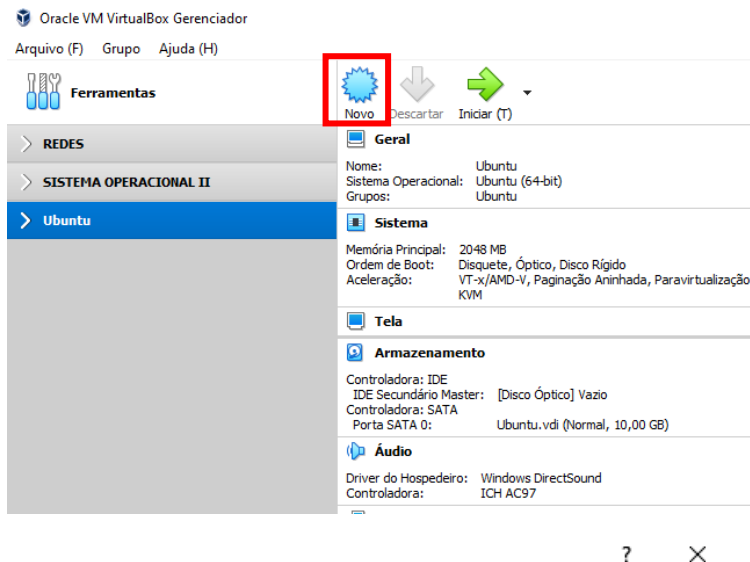 Oracle VM VirtualBox Gerenciador
Arquivo (F) Grupo Ajuda (H)
Ferramentas
Novo Descartar Iniciar (T)
REDES
SISTEMA OPERACIONAL II
Ubuntu
Geral
Nome: Ubuntu
Sistema Operacional: Ubuntu (64-bit)
Grupos: Ubuntu
Sistema
Memória Principal: 2048 MB
Ordem de Boot: Disquete, Óptico, Disco Rígido
Aceleração: VT-x/AMD-V, Paginação Aninhada, Paravirtualização
KVM
Tela
Armazenamento
Controladora: IDE
IDE Secundário Master: [Disco Óptico] Vazio
Controladora: SATA
Porta SATA 0: Ubuntu.vdi (Normal, 10,00 GB)
Áudio
Driver do Hospedeiro: Windows DirectSound
Controladora: ICH AC97
?